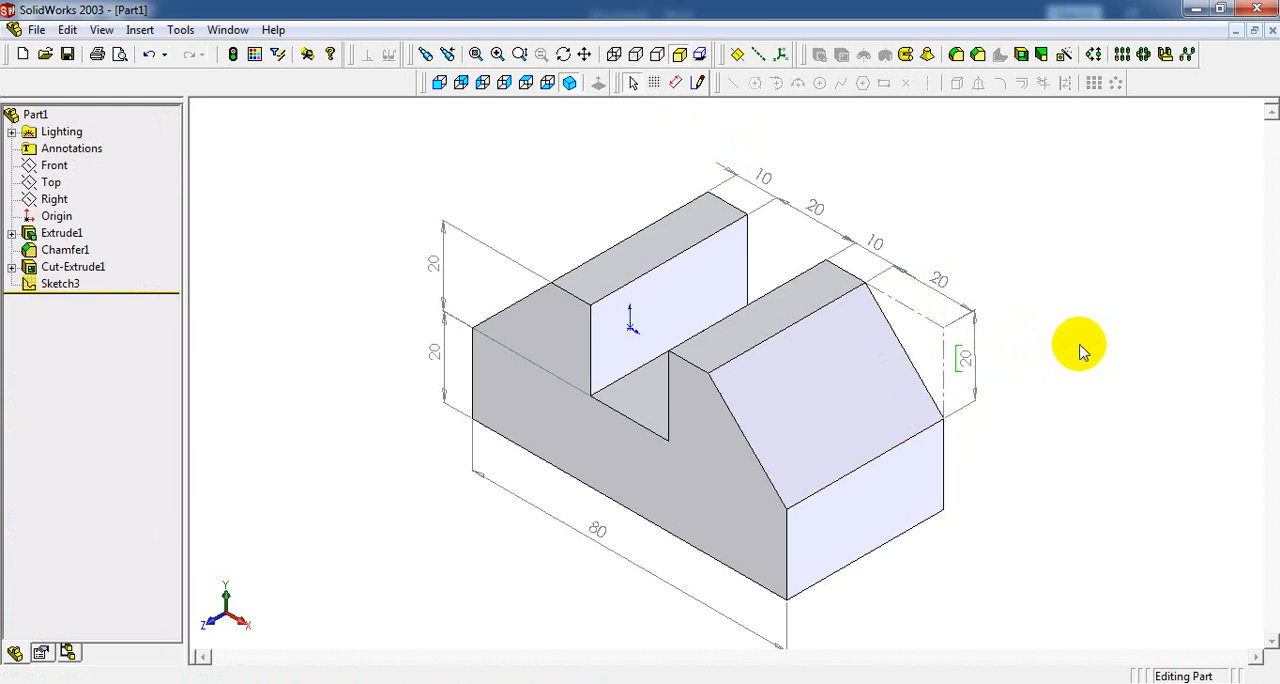 SolidWorks 2003 - [Part1]
File Edit View Insert Tools Window Help
Part1
Lighting
Annotations
Front
Top
Right
Origin
Extrude1
Chamfer1
Cut-Extrude1
Sketch3
10
20
10
20
20
20
20
80
Y
Z
X
Editing Part